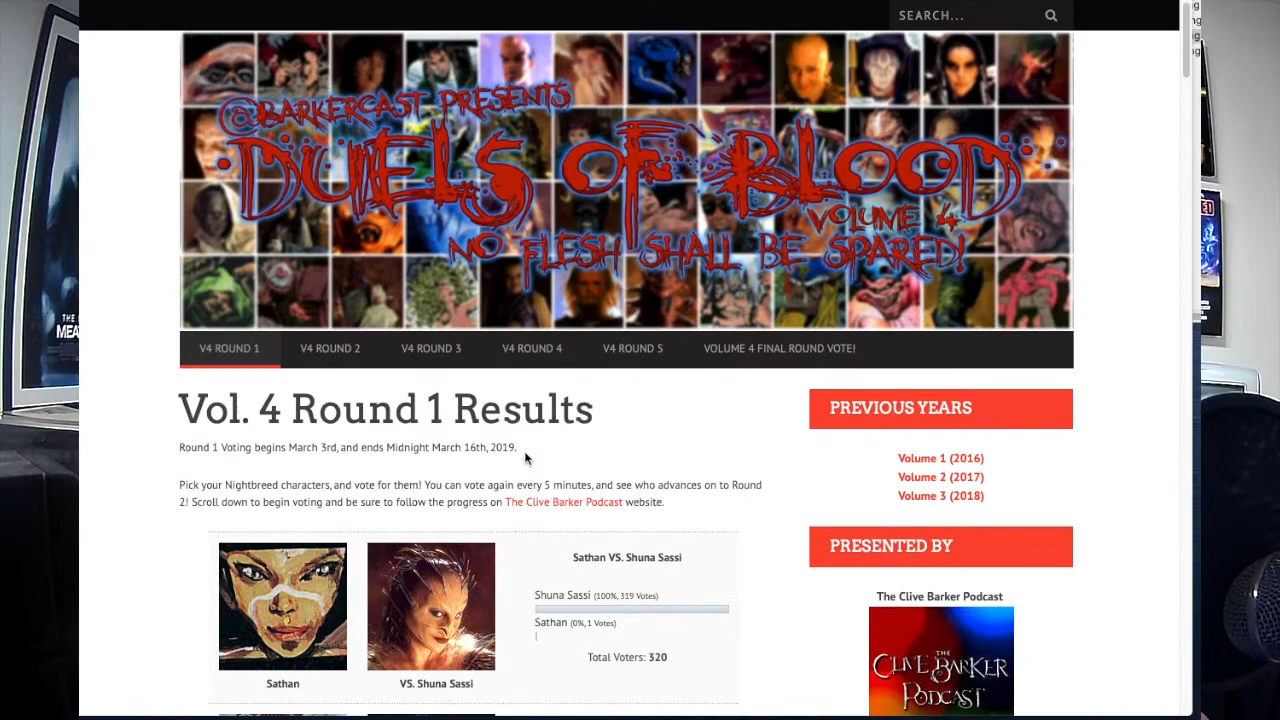 SEARCH...
@BARKERCAST PRESENTS
DUELS OF BLOOD
VOLUME 4
NO FLESH SHALL BE SPARED!
V4 ROUND 1
V4 ROUND 2
V4 ROUND 3
V4 ROUND 4
V4 ROUND 5
VOLUME 4 FINAL ROUND VOTE!
Vol. 4 Round 1 Results
Round 1 Voting begins March 3rd, and ends Midnight March 16th, 2019.
Pick your Nightbreed characters, and vote for them! You can vote again every 5 minutes, and see who advances on to Round
2! Scroll down to begin voting and be sure to follow the progress on The Clive Barker Podcast website.
Sathan VS. Shuna Sassi
Shuna Sassi (100%, 319 Votes)
Sathan (0%, 1 Votes)
Total Voters: 320
Sathan
VS. Shuna Sassi
PREVIOUS YEARS
Volume 1 (2016)
Volume 2 (2017)
Volume 3 (2018)
PRESENTED BY
The Clive Barker Podcast
THE
CLIVE BARKER
PODCAST